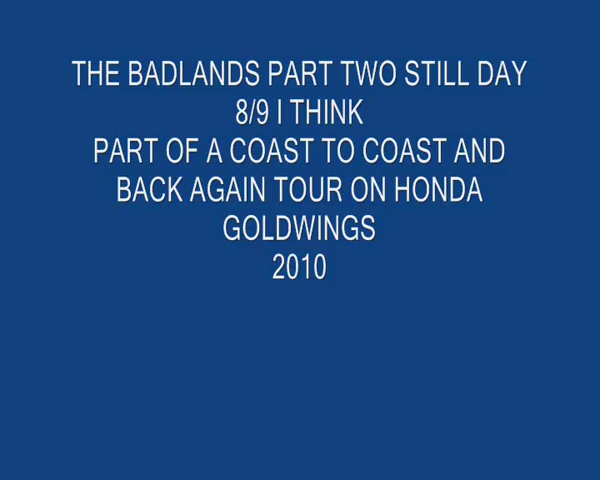 THE BADLANDS PART TWO STILL DAY
8/9 I THINK
PART OF A COAST TO COAST AND
BACK AGAIN TOUR ON HONDA
GOLDWINGS
2010